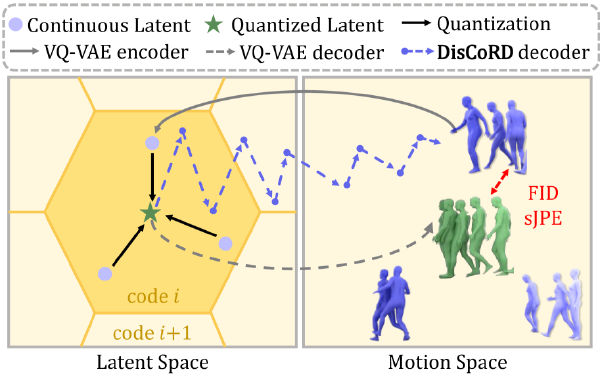 Continuous Latent Quantized Latent Quantization
VQ-VAE encoder VQ-VAE decoder DisCoRD decoder
FID
sJPE
code i
code i+1
Latent Space Motion Space